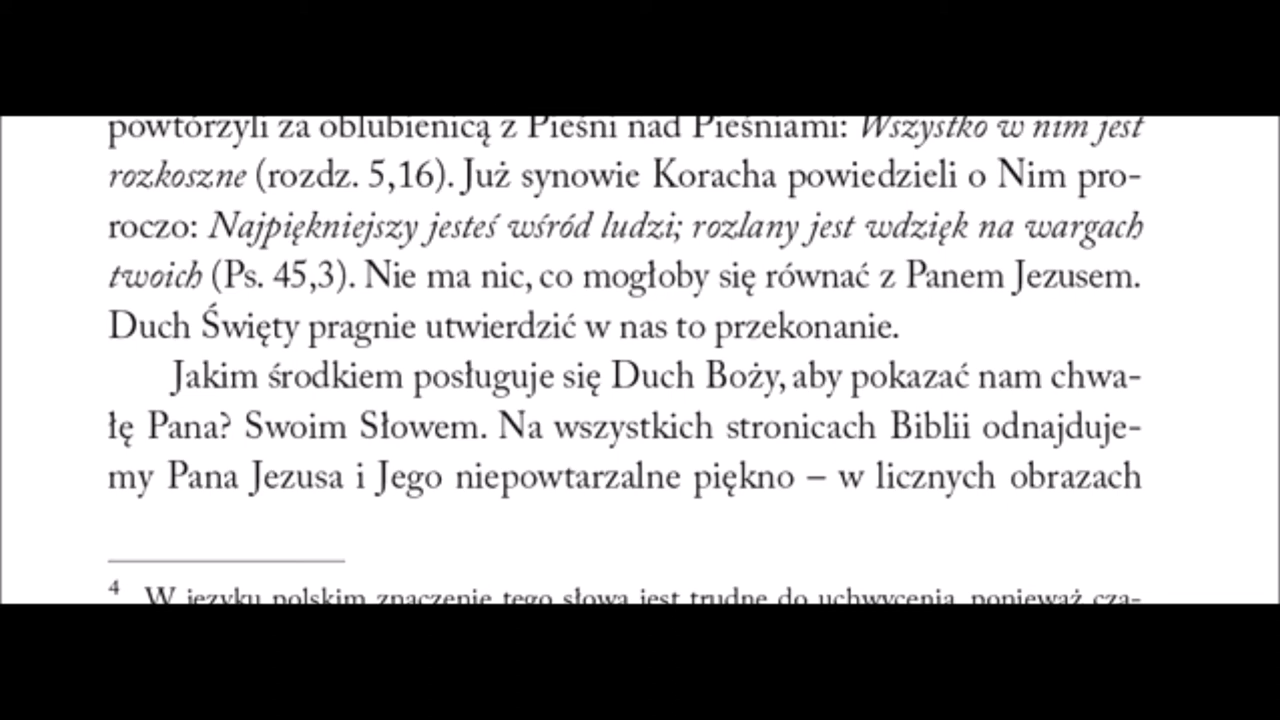 powtórzyli za oblubienicą z Pieśni nad Pieśniami: Wszystko w nim jest
rozkoszne (rozdz. 5,16). Już synowie Koracha powiedzieli o Nim pro-
roczo: Najpiękniejszy jesteś wśród ludzi; rozlany jest wdzięk na wargach
twoich (Ps. 45,3). Nie ma nic, co mogłoby się równać z Panem Jezusem.
Duch Święty pragnie utwierdzić w nas to przekonanie.
Jakim środkiem posługuje się Duch Boży, aby pokazać nam chwa-
łę Pana? Swoim Słowem. Na wszystkich stronicach Biblii odnajduje-
my Pana Jezusa i Jego niepowtarzalne piękno – w licznych obrazach
4 W języku polskim znaczenie tego słowa jest trudne do uchwycenia, ponieważ cza-